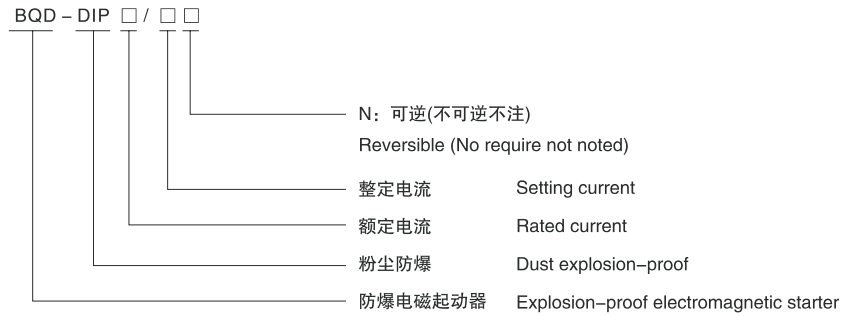 BQD-DIP□/□□
N：可逆(不可逆不注)
Reversible (No require not noted)
整定电流 Setting current
额定电流 Rated current
粉尘防爆 Dust explosion-proof
防爆电磁起动器 Explosion-proof electromagnetic starter